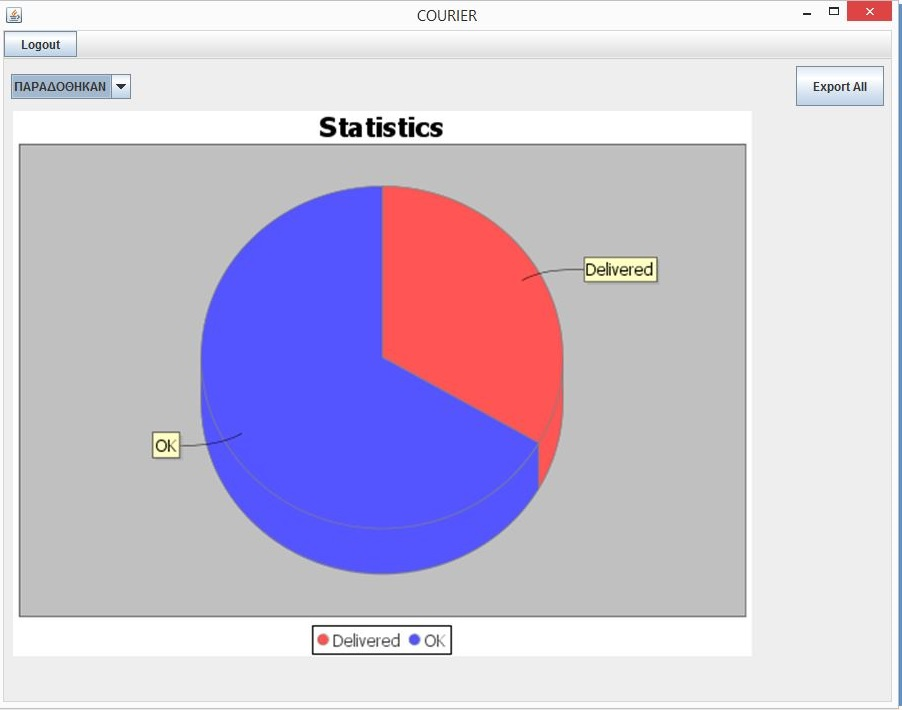 COURIER
Logout
ΠΑΡΑΔΟΘΗΚΑΝ
Export All
Statistics
Delivered
OK
Delivered OK